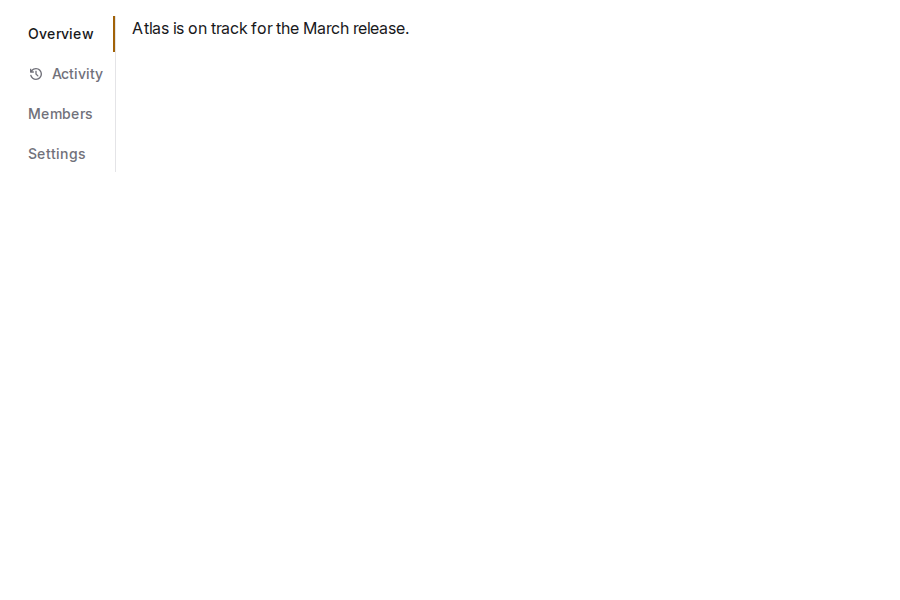 Overview
Atlas is on track for the March release.
Activity
Members
Settings